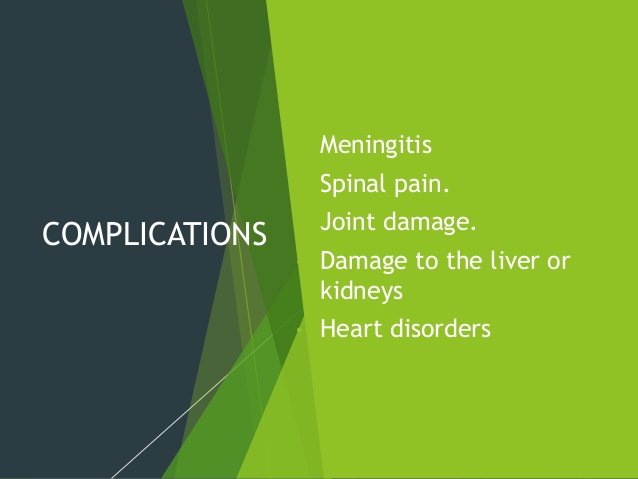 COMPLICATIONS
Meningitis
Spinal pain.
Joint damage.
Damage to the liver or
kidneys
Heart disorders